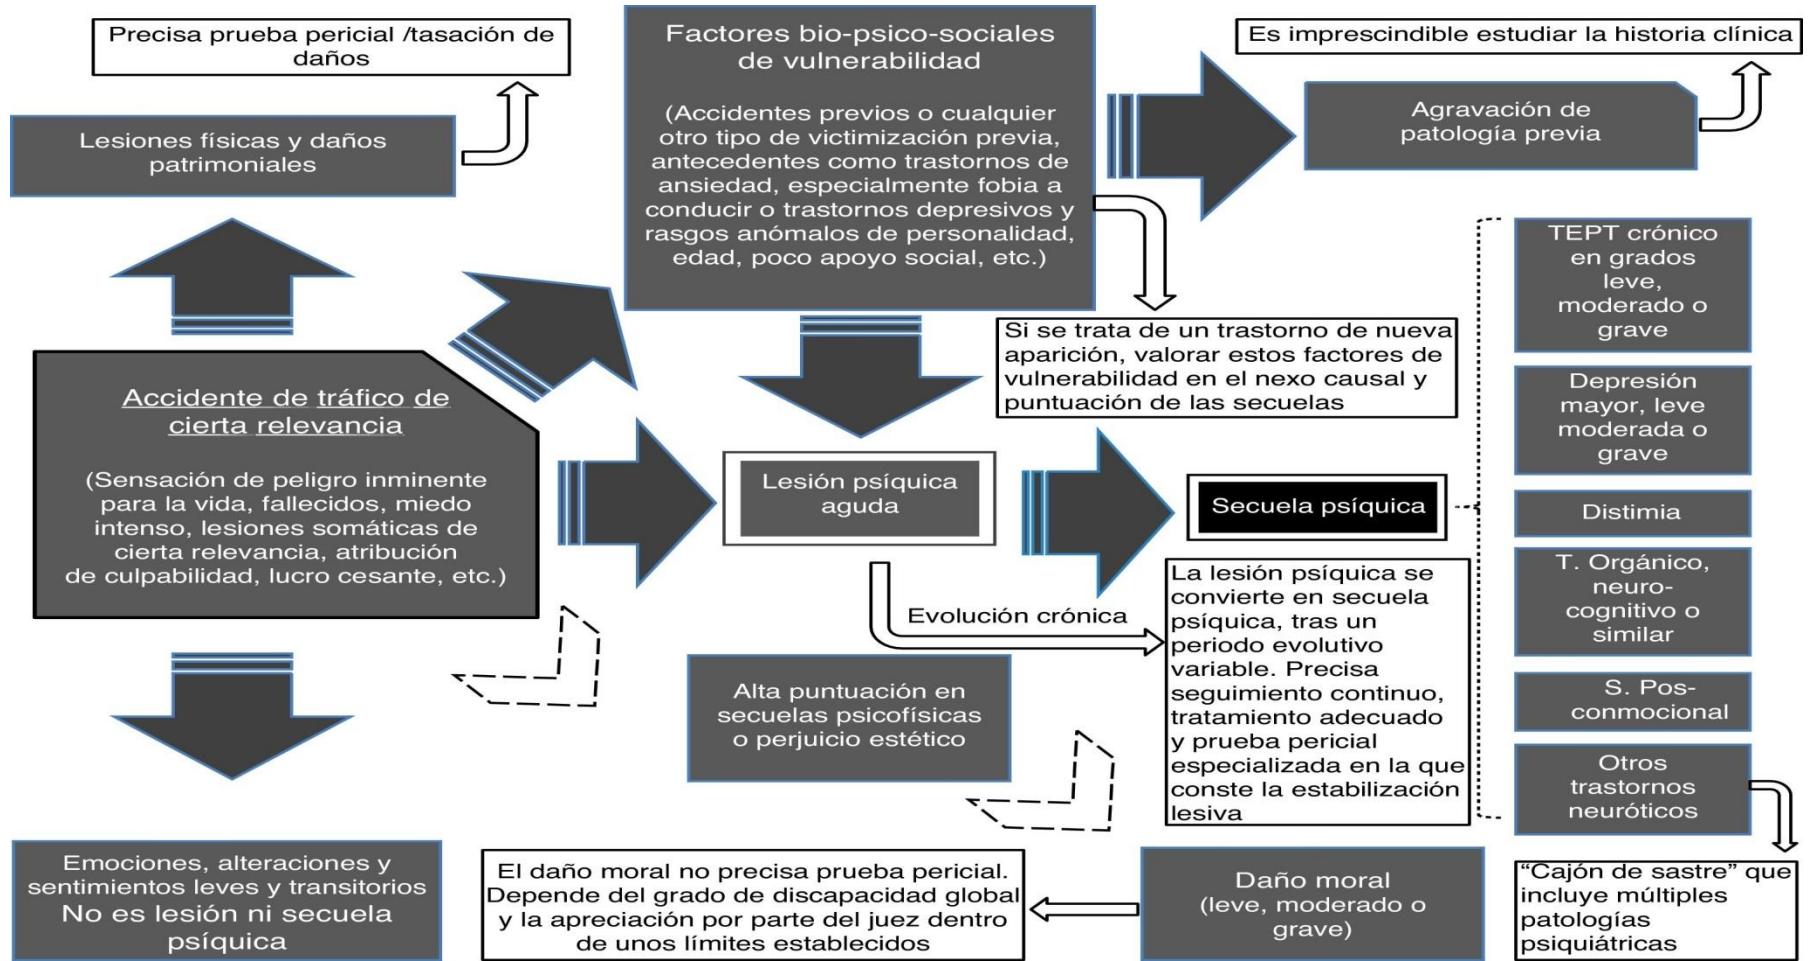 Precisa prueba pericial /tasación de
daños
Lesiones físicas y daños
patrimoniales
Factores bio-psico-sociales
de vulnerabilidad
(Accidentes previos o cualquier
otro tipo de victimización previa,
antecedentes como trastornos de
ansiedad, especialmente fobia a
conducir o trastornos depresivos y
rasgos anómalos de personalidad,
edad, poco apoyo social, etc.)
Es imprescindible estudiar la historia clínica
Agravación de
patología previa
Si se trata de un trastorno de nueva
aparición, valorar estos factores de
vulnerabilidad en el nexo causal y
puntuación de las secuelas
Accidente de tráfico de
cierta relevancia
(Sensación de peligro inminente
para la vida, fallecidos, miedo
intenso, lesiones somáticas de
cierta relevancia, atribución
de culpabilidad, lucro cesante, etc.)
Lesión psíquica
aguda
Secuela psíquica
Evolución crónica
La lesión psíquica se
convierte en secuela
psíquica, tras un
periodo evolutivo
variable. Precisa
seguimiento continuo,
tratamiento adecuado
y prueba pericial
especializada en la que
conste la estabilización
lesiva
TEPT crónico
en grados
leve,
moderado o
grave
Depresión
mayor, leve
moderada o
grave
Distimia
T. Orgánico,
neuro-
cognitivo o
similar
S. Pos-
conmocional
Otros
trastornos
neuróticos
“Cajón de sastre” que
incluye múltiples
patologías
psiquiátricas
Alta puntuación en
secuelas psicofísicas
o perjuicio estético
Emociones, alteraciones y
sentimientos leves y transitorios
No es lesión ni secuela
psíquica
El daño moral no precisa prueba pericial.
Depende del grado de discapacidad global
y la apreciación por parte del juez dentro
de unos límites establecidos
Daño moral
(leve, moderado o
grave)